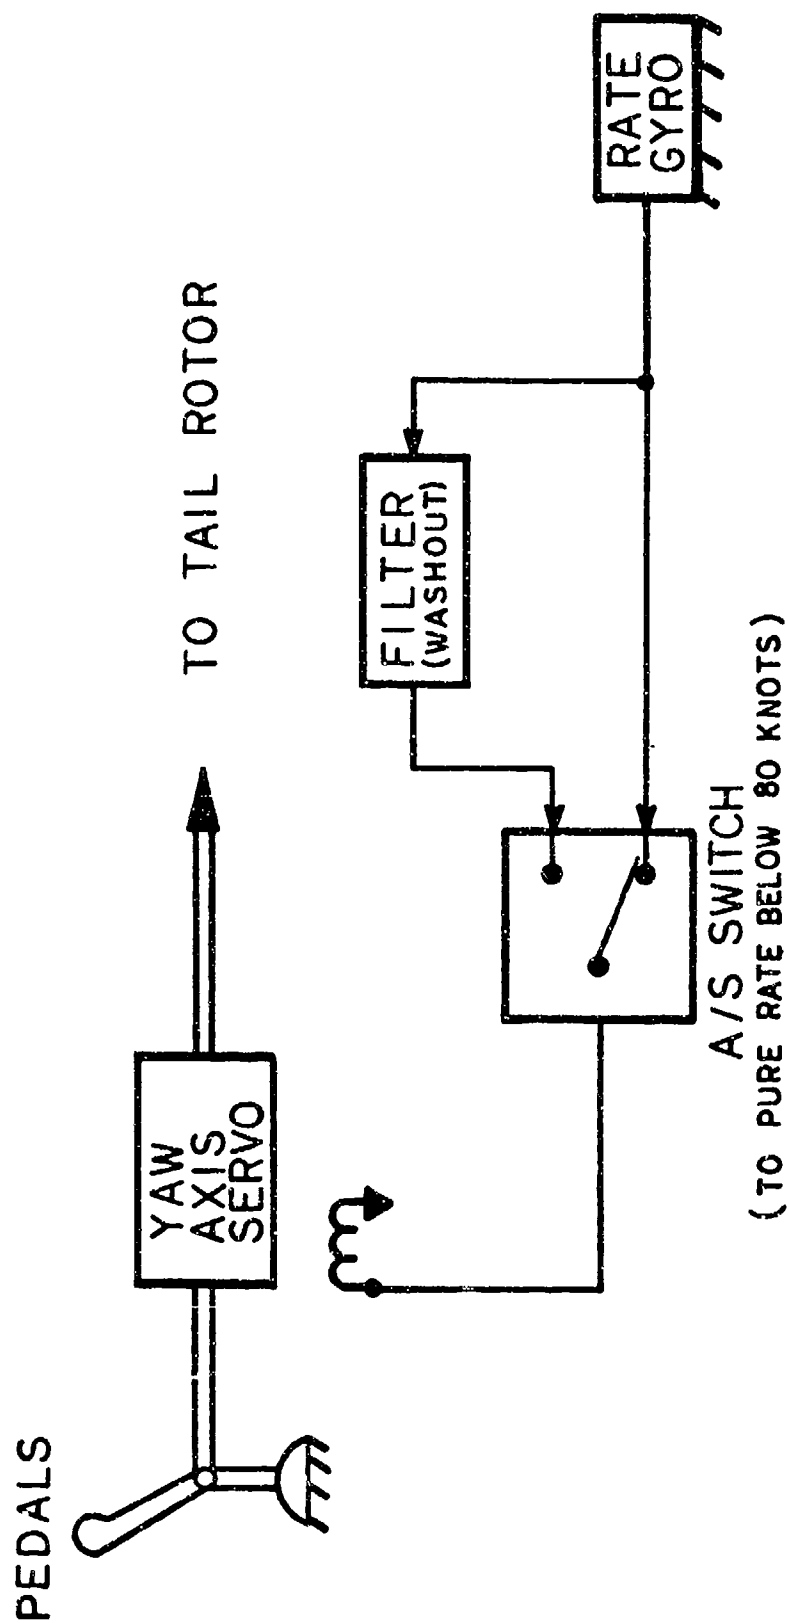 PEDALS
YAW
AXIS
SERVO
TO TAIL ROTOR
FILTER
(WASHOUT)
RATE
GYRO
A/S SWITCH
(TO PURE RATE BELOW 80 KNOTS)